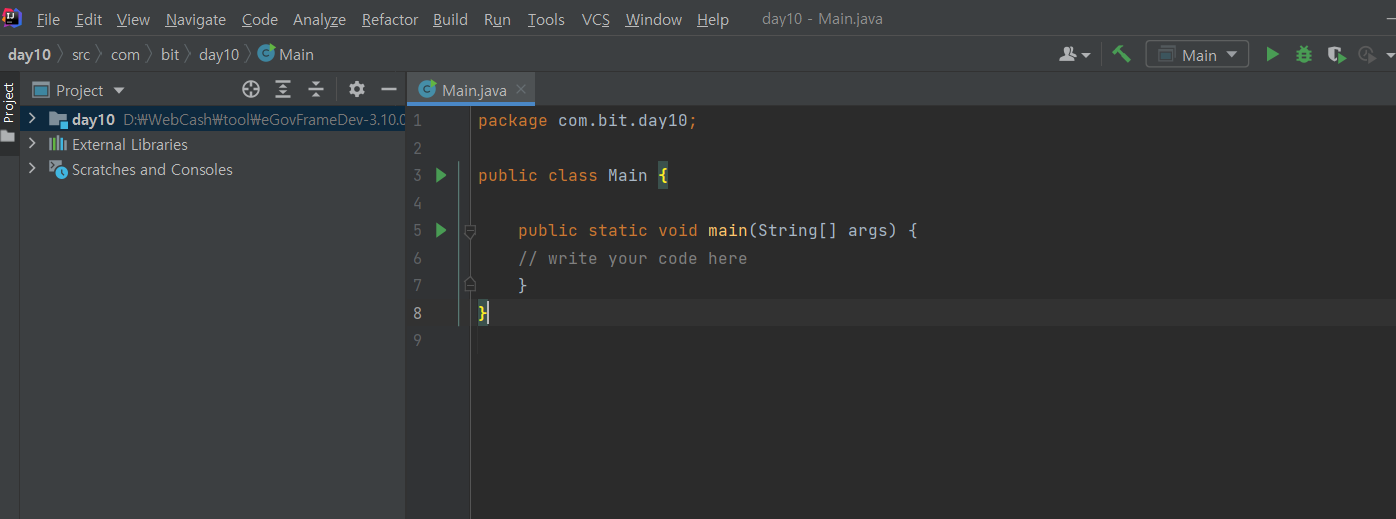 File Edit View Navigate Code Analyze Refactor Build Run Tools VCS Window Help day10 - Main.java
day10 src com bit day10 Main
Main
Project
Project
day10 D:₩WebCash₩tool₩eGovFrameDev-3.10.0
External Libraries
Scratches and Consoles
Main.java
1 package com.bit.day10;
2
3 public class Main {
4
5 public static void main(String[] args) {
6 // write your code here
7 }
8 }
9